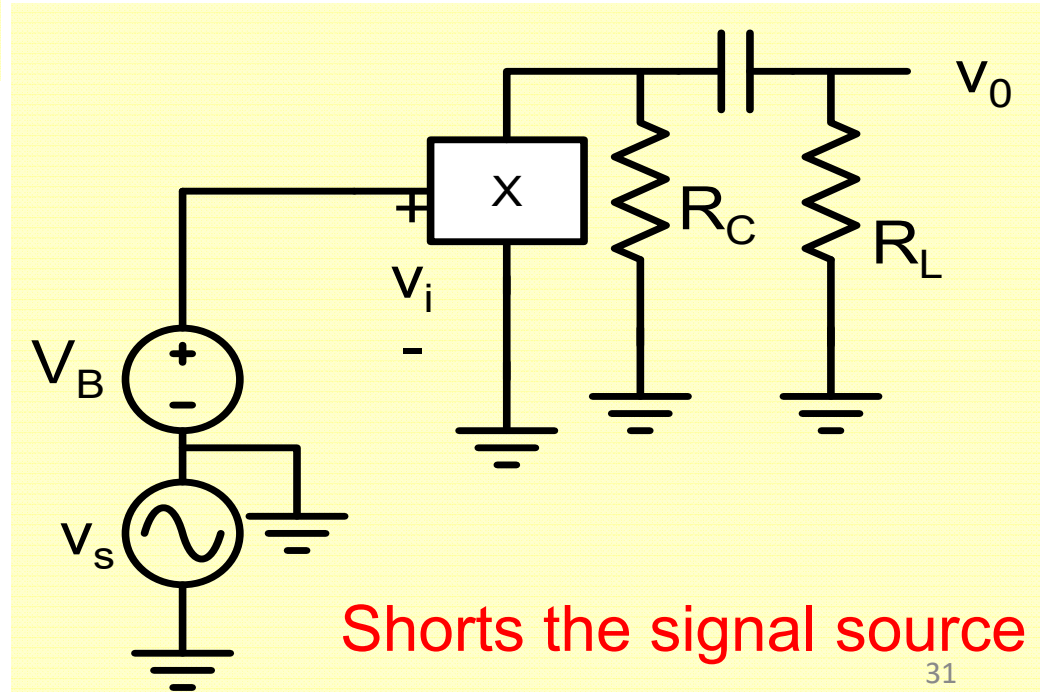 v0
X
+
RC
RL
vi
-
VB
+
−
vs
Shorts the signal source
31